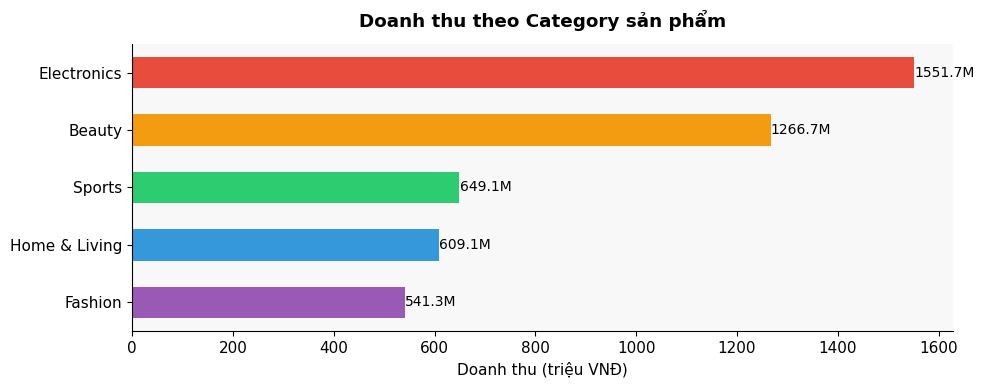 Doanh thu theo Category sản phẩm
Electronics 1551.7M
Beauty 1266.7M
Sports 649.1M
Home & Living 609.1M
Fashion 541.3M
0 200 400 600 800 1000 1200 1400 1600
Doanh thu (triệu VNĐ)